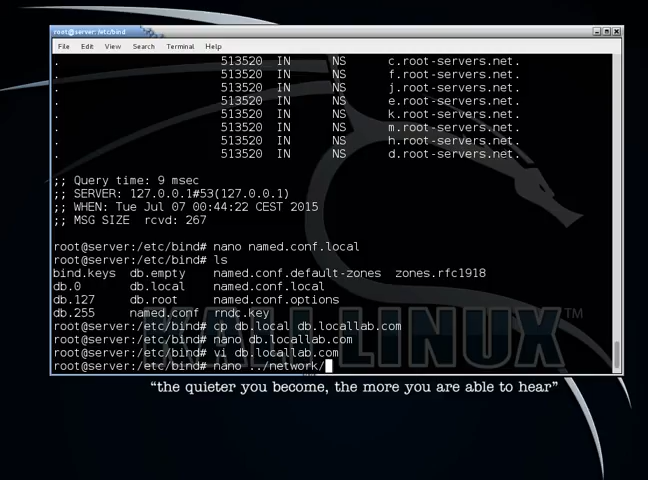 root@server: /etc/bind
File Edit View Search Terminal Help
. 513520 IN NS c.root-servers.net.
. 513520 IN NS f.root-servers.net.
. 513520 IN NS j.root-servers.net.
. 513520 IN NS e.root-servers.net.
. 513520 IN NS k.root-servers.net.
. 513520 IN NS m.root-servers.net.
. 513520 IN NS h.root-servers.net.
. 513520 IN NS d.root-servers.net.
;; Query time: 9 msec
;; SERVER: 127.0.0.1#53(127.0.0.1)
;; WHEN: Tue Jul 07 00:44:22 CEST 2015
;; MSG SIZE rcvd: 267
root@server:/etc/bind# nano named.conf.local
root@server:/etc/bind# ls
bind.keys db.empty named.conf.default-zones zones.rfc1918
db.0 db.local named.conf.local
db.127 db.root named.conf.options
db.255 named.conf rndc.key
root@server:/etc/bind# cp db.local db.locallab.com
root@server:/etc/bind# nano db.locallab.com
root@server:/etc/bind# vi db.locallab.com
root@server:/etc/bind# nano ../network/
KALI LINUX™
“the quieter you become, the more you are able to hear”